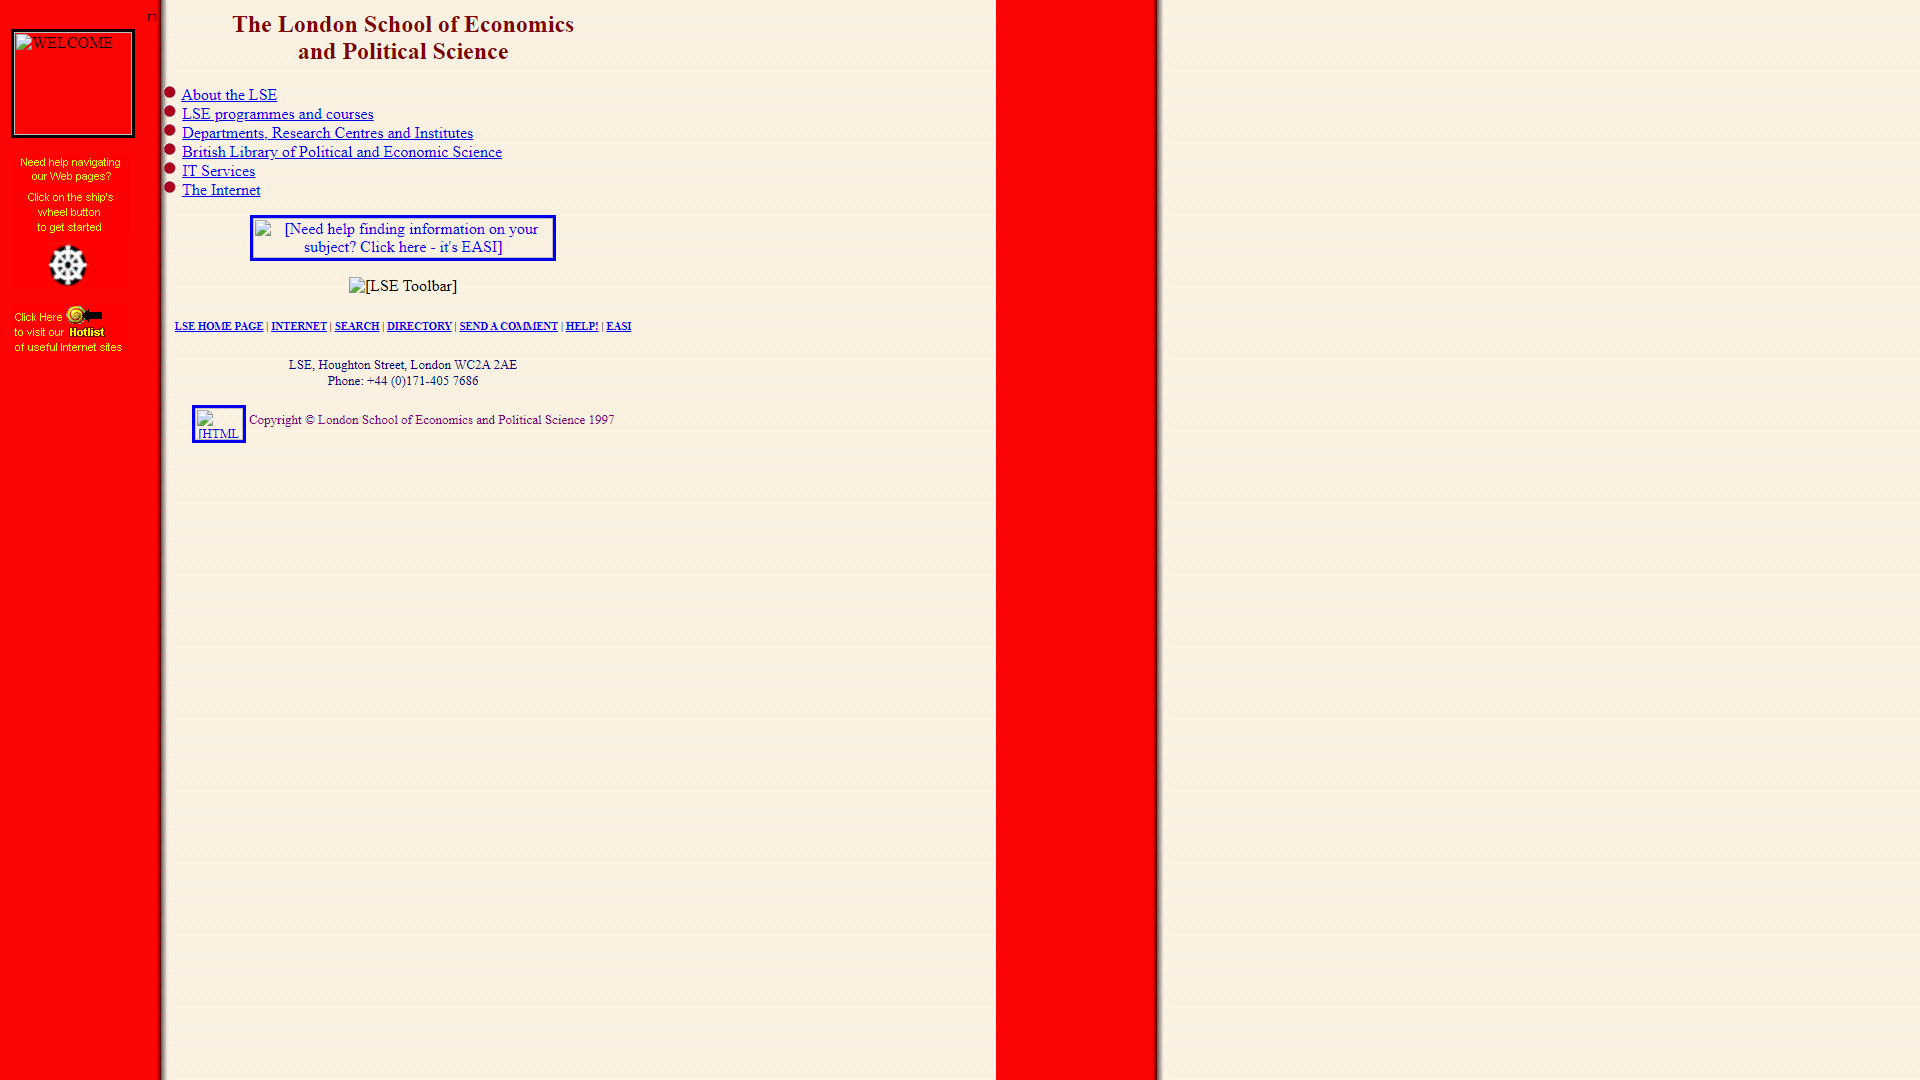 WELCOME
Need help navigating
our Web pages?
Click on the ship's
wheel button
to get started
Click Here
to visit our Hotlist
of useful Internet sites
The London School of Economics
and Political Science
About the LSE
LSE programmes and courses
Departments, Research Centres and Institutes
British Library of Political and Economic Science
IT Services
The Internet
[Need help finding information on your
subject? Click here - it's EASI]
[LSE Toolbar]
LSE HOME PAGE | INTERNET | SEARCH | DIRECTORY | SEND A COMMENT | HELP! | EASI
LSE, Houghton Street, London WC2A 2AE
Phone: +44 (0)171-405 7686
[HTML
Copyright © London School of Economics and Political Science 1997